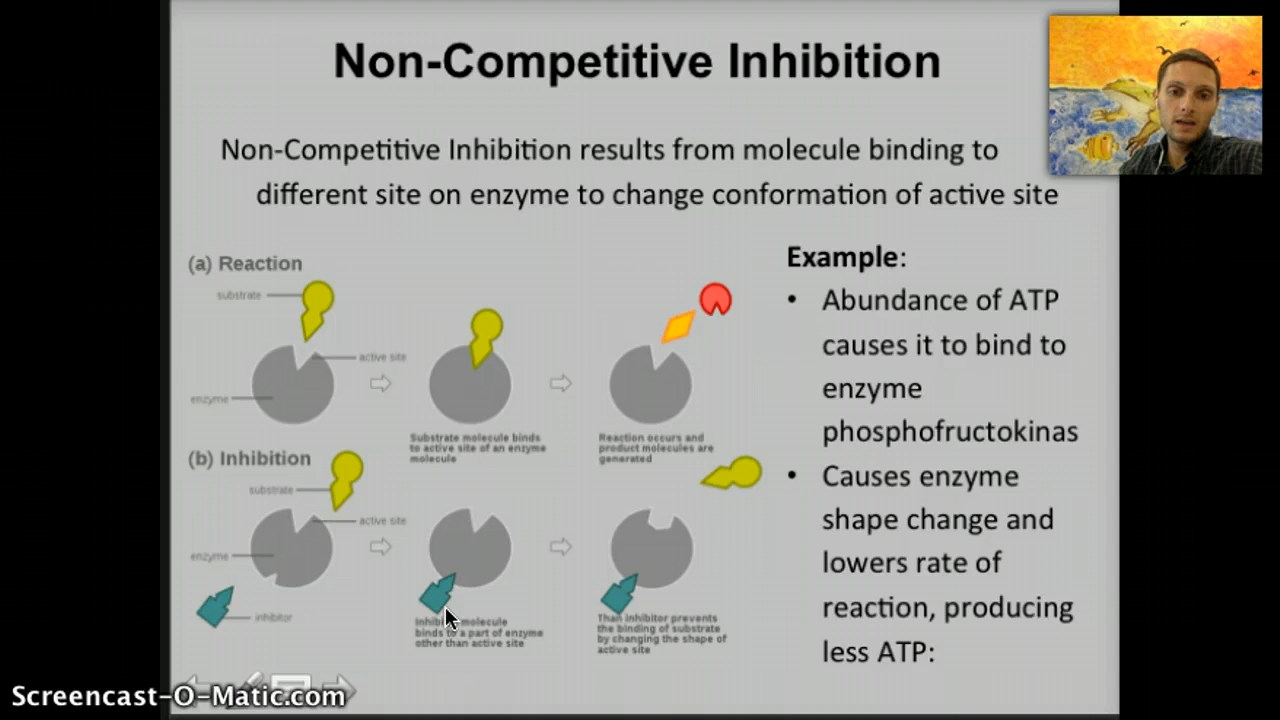 Non-Competitive Inhibition
Non-Competitive Inhibition results from molecule binding to
different site on enzyme to change conformation of active site
(a) Reaction
substrate
active site
enzyme
Substrate molecule binds
to active site of an enzyme
molecule
Reaction occurs and
product molecules are
generated
(b) Inhibition
substrate
active site
enzyme
inhibitor
molecule
binds to a part of enzyme
other than active site
Than inhibitor prevents
the binding of substrate
by changing the shape of
active site
Example:
• Abundance of ATP
causes it to bind to
enzyme
phosphofructokinas
• Causes enzyme
shape change and
lowers rate of
reaction, producing
less ATP:
Screencast-O-Matic.com